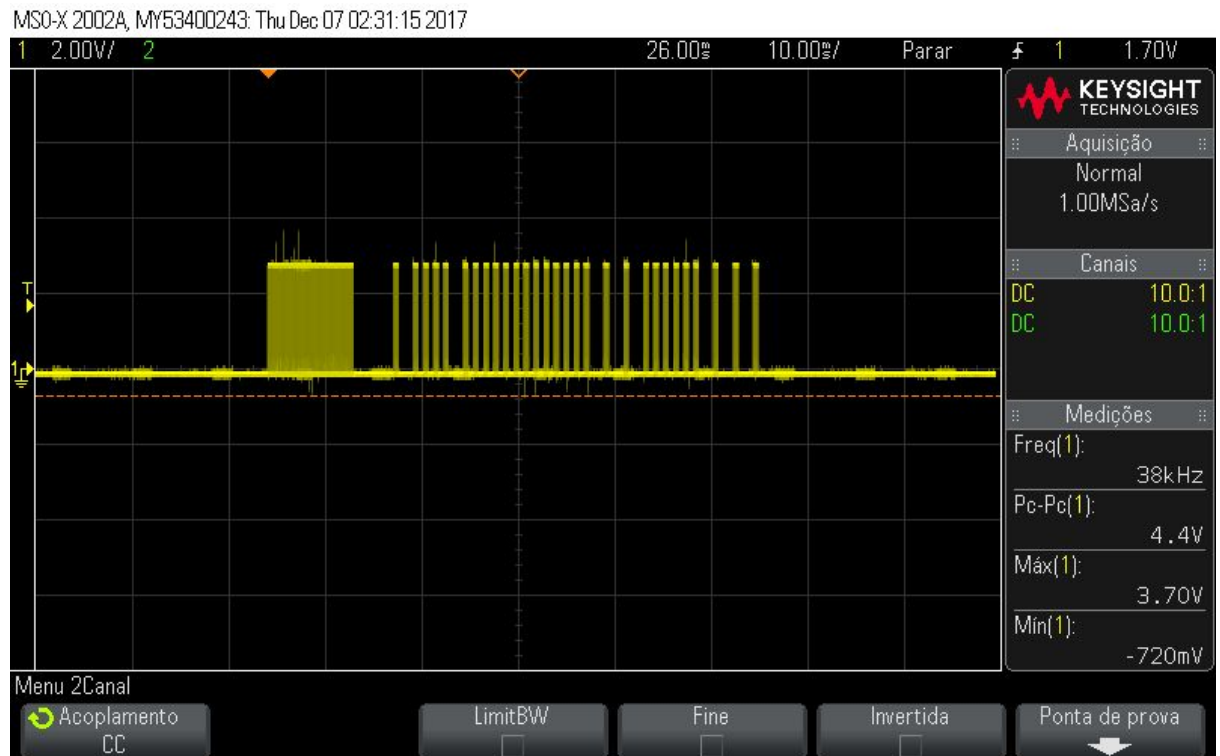 MSO-X 2002A, MY53400243: Thu Dec 07 02:31:15 2017
1 2.00V/ 2 26.00ms 10.00ms/ Parar 1 1.70V
KEYSIGHT
TECHNOLOGIES
Aquisição
Normal
1.00MSa/s
Canais
DC 10.0:1
DC 10.0:1
Medições
Freq(1):
38kHz
Pc-Pc(1):
4.4V
Máx(1):
3.70V
Mín(1):
-720mV
T
1
Menu 2Canal
Acoplamento
CC
LimitBW
Fine
Invertida
Ponta de prova